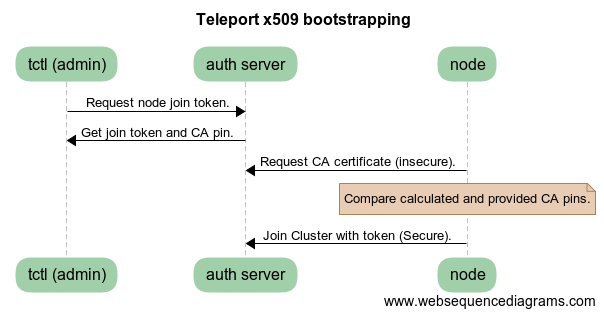 Teleport x509 bootstrapping
tctl (admin)
auth server
node
Request node join token.
Get join token and CA pin.
Request CA certificate (insecure).
Compare calculated and provided CA pins.
Join Cluster with token (Secure).
tctl (admin)
auth server
node
www.websequencediagrams.com